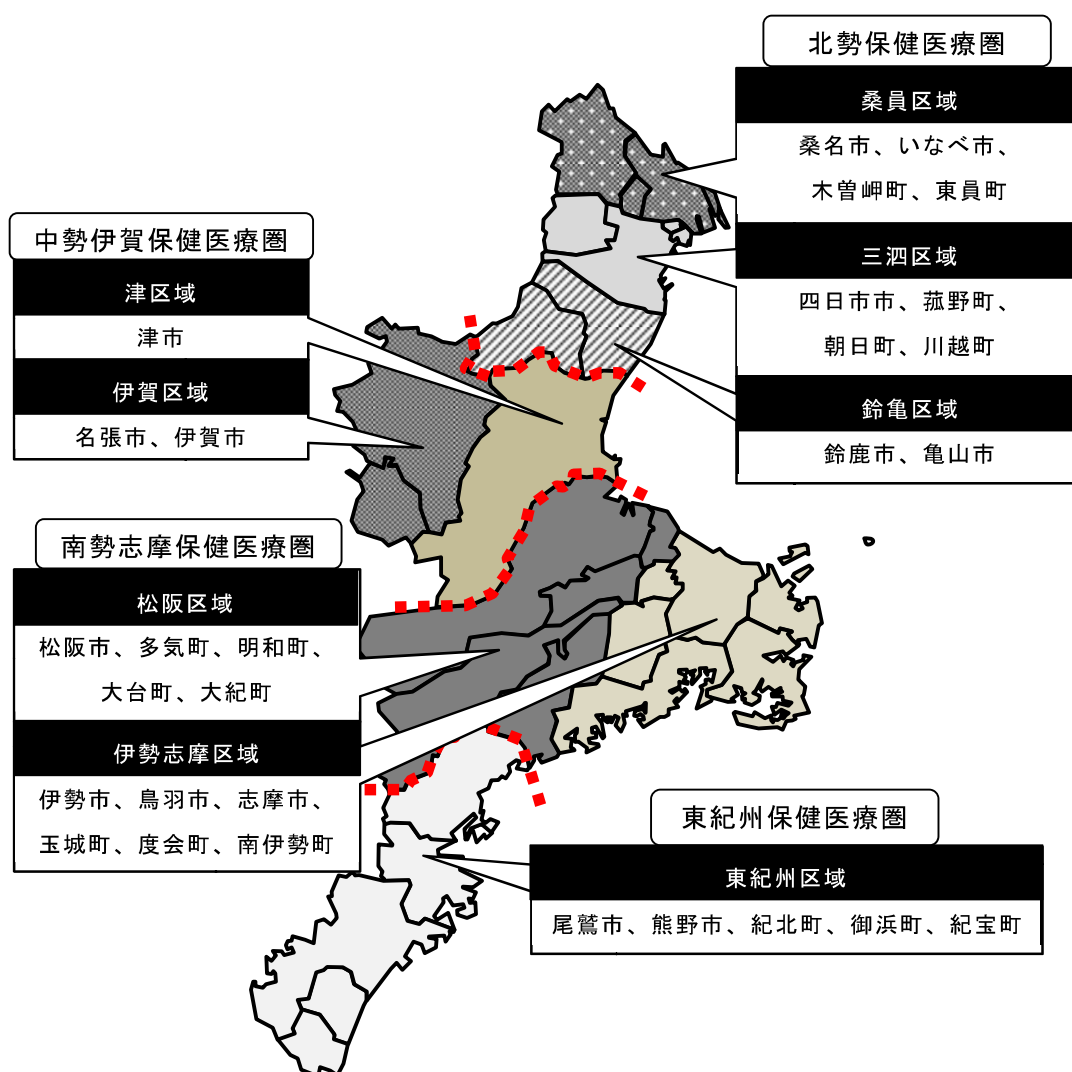 北勢保健医療圏
桑員区域
桑名市、いなべ市、
木曽岬町、東員町
三泗区域
四日市市、菰野町、
朝日町、川越町
鈴亀区域
鈴鹿市、亀山市
中勢伊賀保健医療圏
津区域
津市
伊賀区域
名張市、伊賀市
南勢志摩保健医療圏
松阪区域
松阪市、多気町、明和町、
大台町、大紀町
伊勢志摩区域
伊勢市、鳥羽市、志摩市、
玉城町、度会町、南伊勢町
東紀州保健医療圏
東紀州区域
尾鷲市、熊野市、紀北町、御浜町、紀宝町